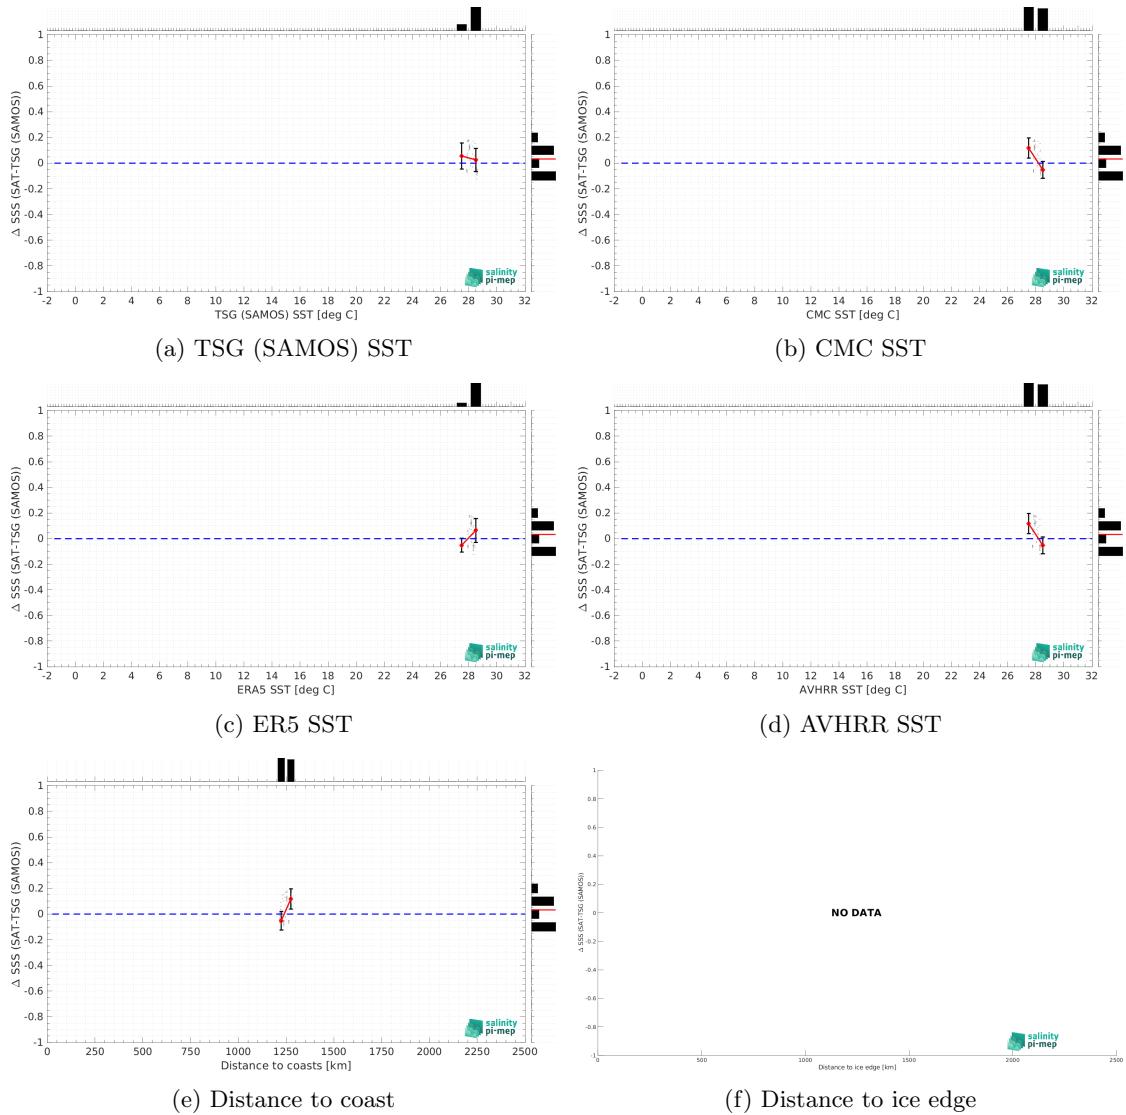 1
0.8
0.6
0.4
0.2
0
-0.2
-0.4
-0.6
-0.8
-1
Δ SSS (SAT-TSG (SAMOS))
-2 0 2 4 6 8 10 12 14 16 18 20 22 24 26 28 30 32
TSG (SAMOS) SST [deg C]
salinity
pi-mep
(a) TSG (SAMOS) SST
1
0.8
0.6
0.4
0.2
0
-0.2
-0.4
-0.6
-0.8
-1
Δ SSS (SAT-TSG (SAMOS))
-2 0 2 4 6 8 10 12 14 16 18 20 22 24 26 28 30 32
CMC SST [deg C]
salinity
pi-mep
(b) CMC SST
1
0.8
0.6
0.4
0.2
0
-0.2
-0.4
-0.6
-0.8
-1
Δ SSS (SAT-TSG (SAMOS))
-2 0 2 4 6 8 10 12 14 16 18 20 22 24 26 28 30 32
ERA5 SST [deg C]
salinity
pi-mep
(c) ER5 SST
1
0.8
0.6
0.4
0.2
0
-0.2
-0.4
-0.6
-0.8
-1
Δ SSS (SAT-TSG (SAMOS))
-2 0 2 4 6 8 10 12 14 16 18 20 22 24 26 28 30 32
AVHRR SST [deg C]
salinity
pi-mep
(d) AVHRR SST
1
0.8
0.6
0.4
0.2
0
-0.2
-0.4
-0.6
-0.8
-1
Δ SSS (SAT-TSG (SAMOS))
0 250 500 750 1000 1250 1500 1750 2000 2250 2500
Distance to coasts [km]
salinity
pi-mep
(e) Distance to coast
1
0.8
0.6
0.4
0.2
0
-0.2
-0.4
-0.6
-0.8
-1
Δ SSS (SAT-TSG (SAMOS))
NO DATA
0 500 1000 1500 2000 2500
Distance to ice edge [km]
salinity
pi-mep
(f) Distance to ice edge